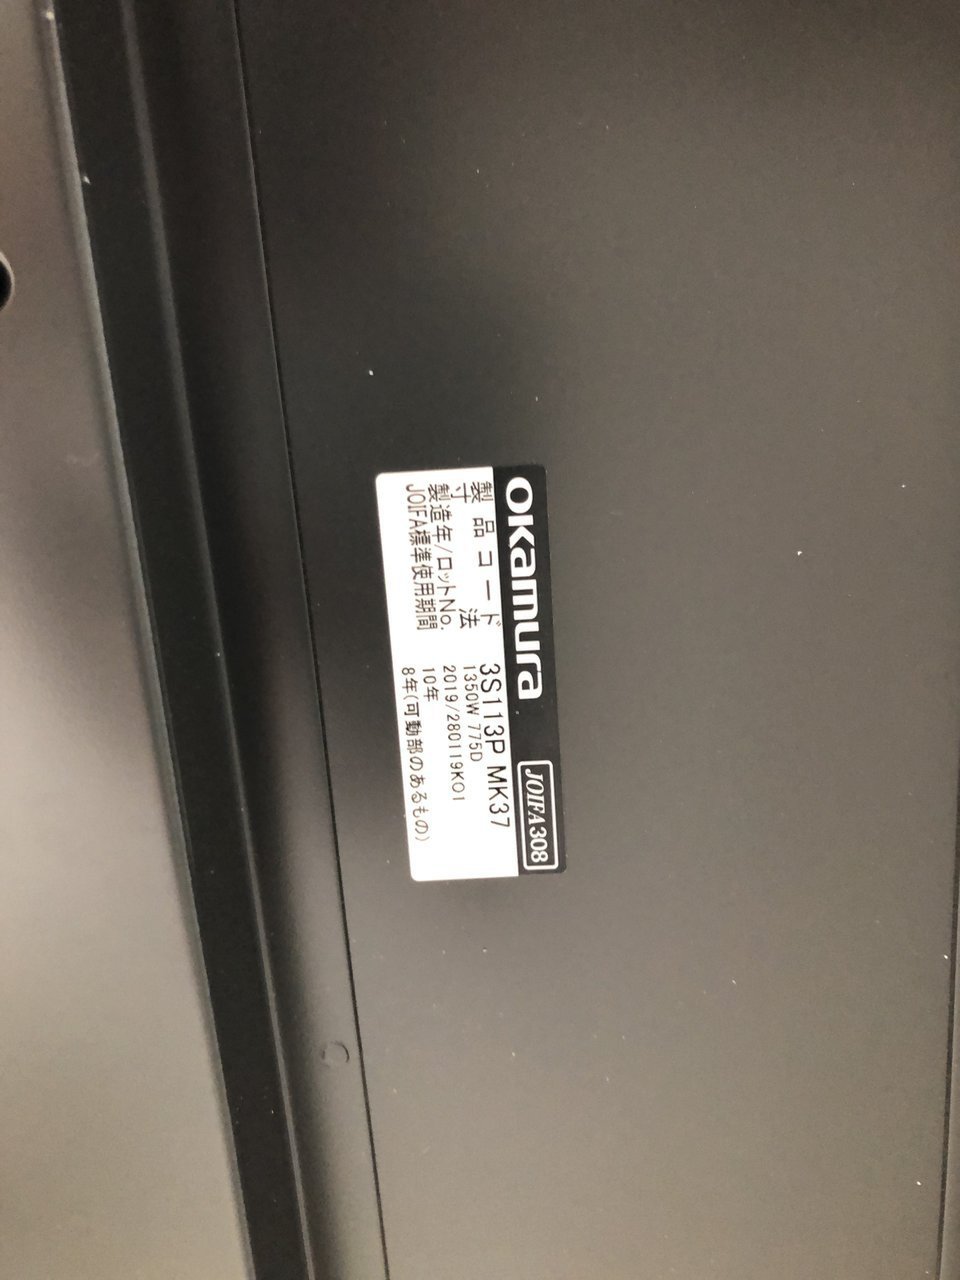 OKamura JOIFA308
製品コード 3S113P MK37
寸法 1350W 775D
製造年/ロットNo. 2019/280119K01
JOIFA標準使用期間 10年
8年(可動部のあるもの)